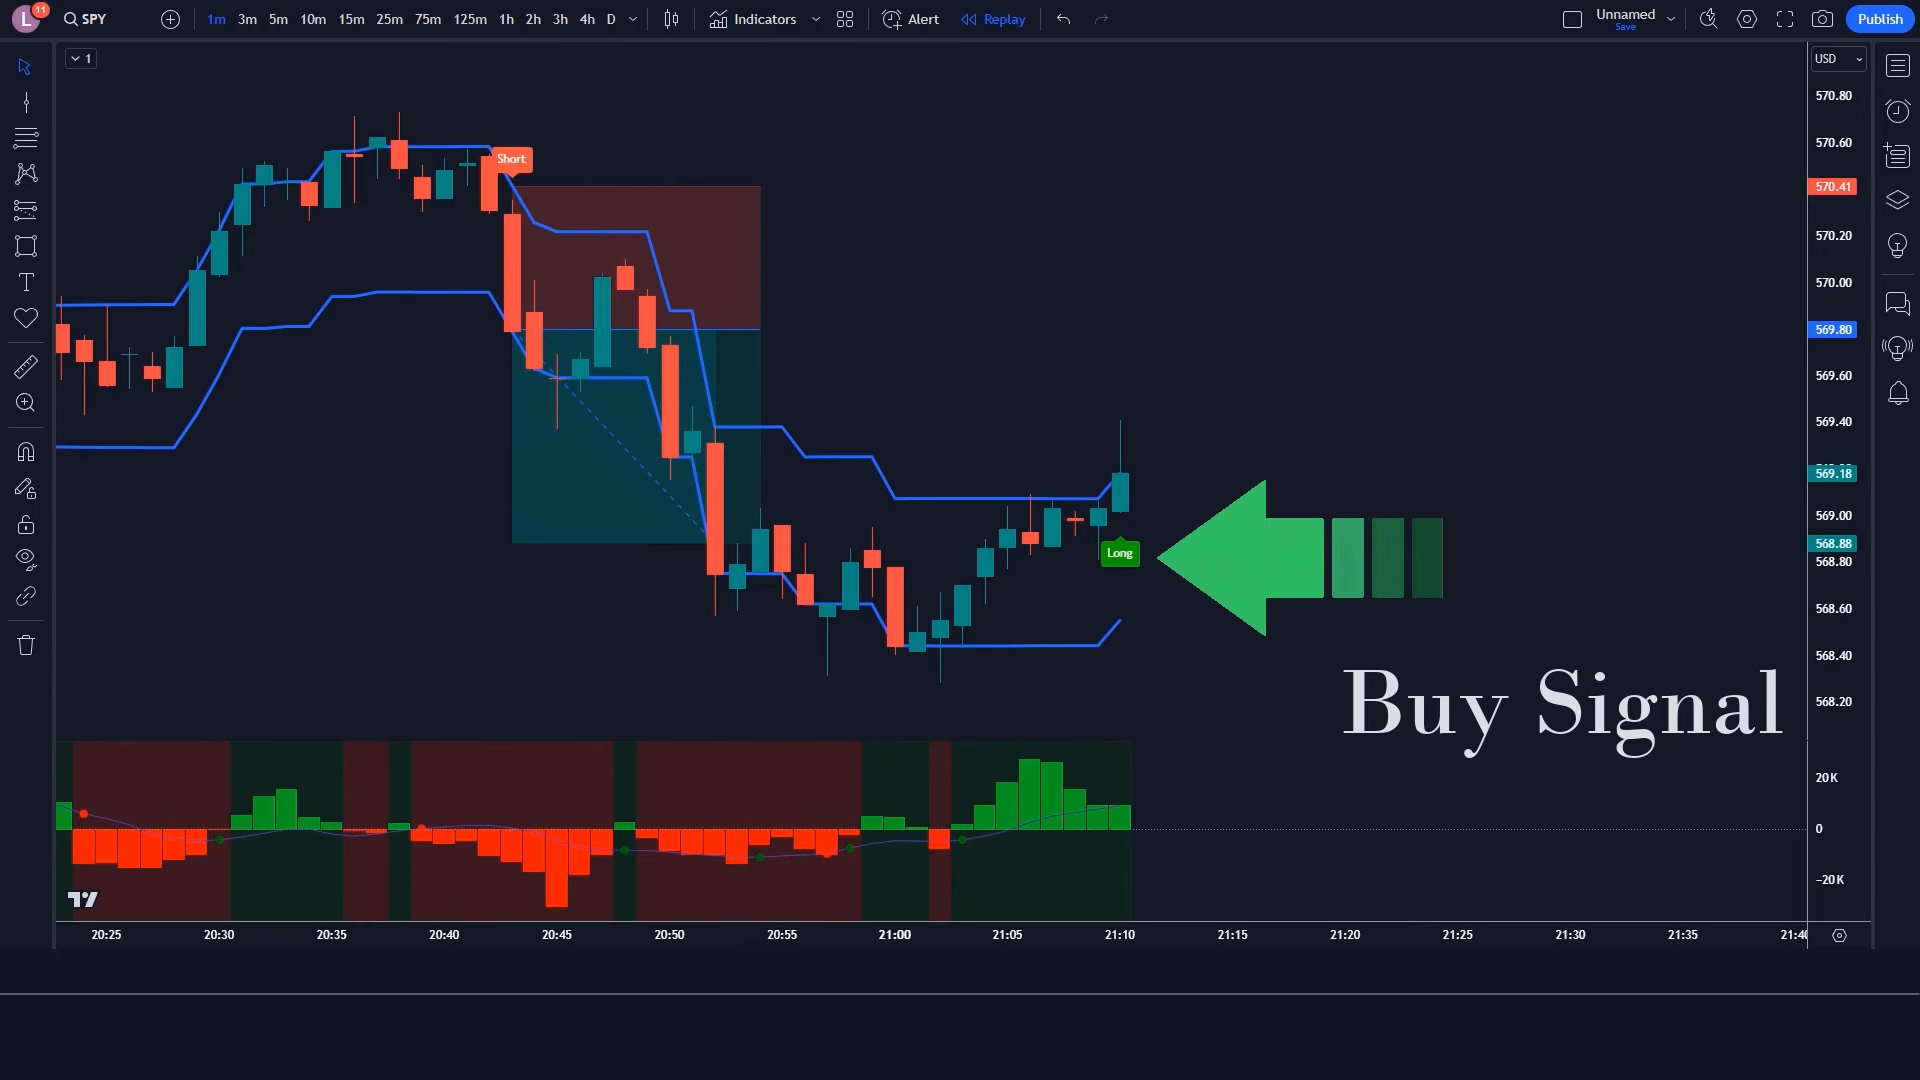 L 11 SPY 1m 3m 5m 10m 15m 25m 75m 125m 1h 2h 3h 4h D Indicators Alert Replay Unnamed Publish
Save
1
USD
570.80
570.60
Short
570.41
570.20
570.00
569.80
569.60
569.40
569.18
569.00
Long
568.88
568.80
568.60
568.40
Buy Signal
568.20
20K
0
−20K
20:25 20:30 20:35 20:40 20:45 20:50 20:55 21:00 21:05 21:10 21:15 21:20 21:25 21:30 21:35